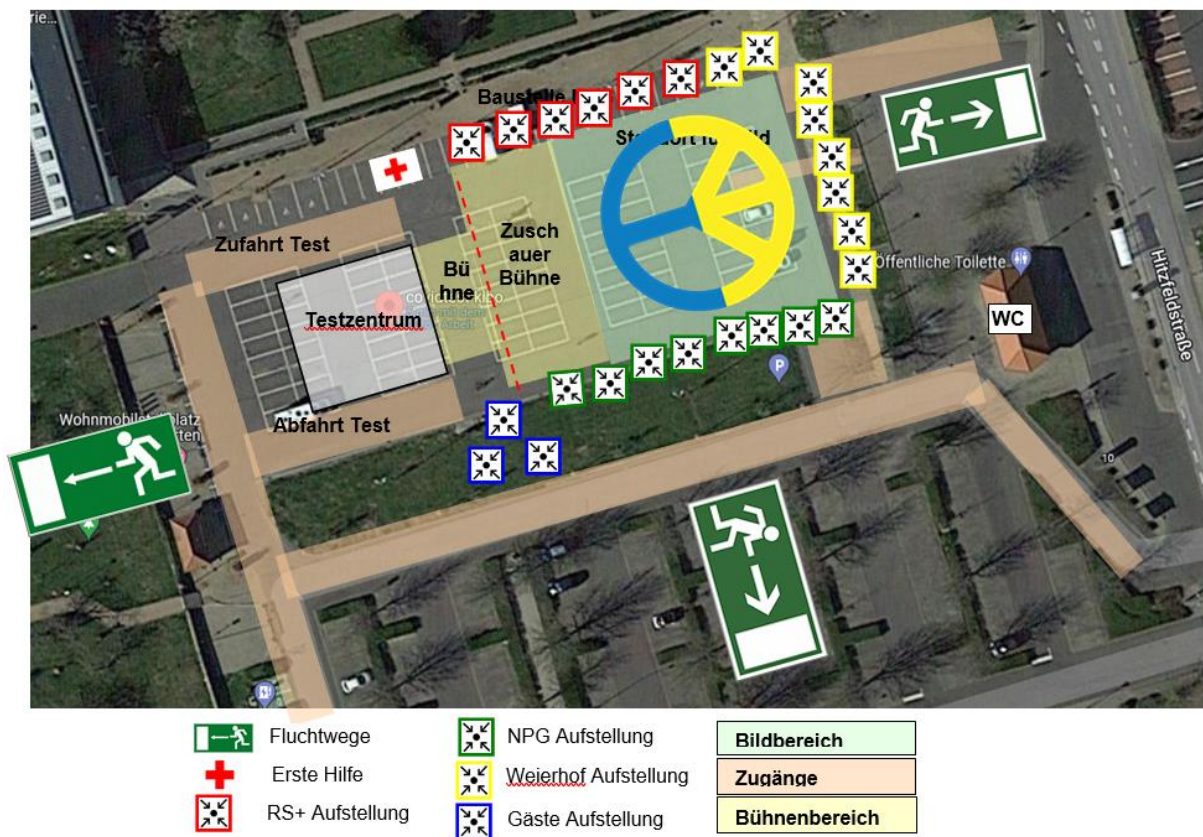 Baustelle
Zufahrt Test
Bü
hne
Zusch
auer
Bühne
Testzentrum
Öffentliche Toilette
WC
Hitzfeldstraße
P
Abfahrt Test
10
Fluchtwege
NPG Aufstellung
Bildbereich
Erste Hilfe
Weierhof Aufstellung
Zugänge
RS+ Aufstellung
Gäste Aufstellung
Bühnenbereich